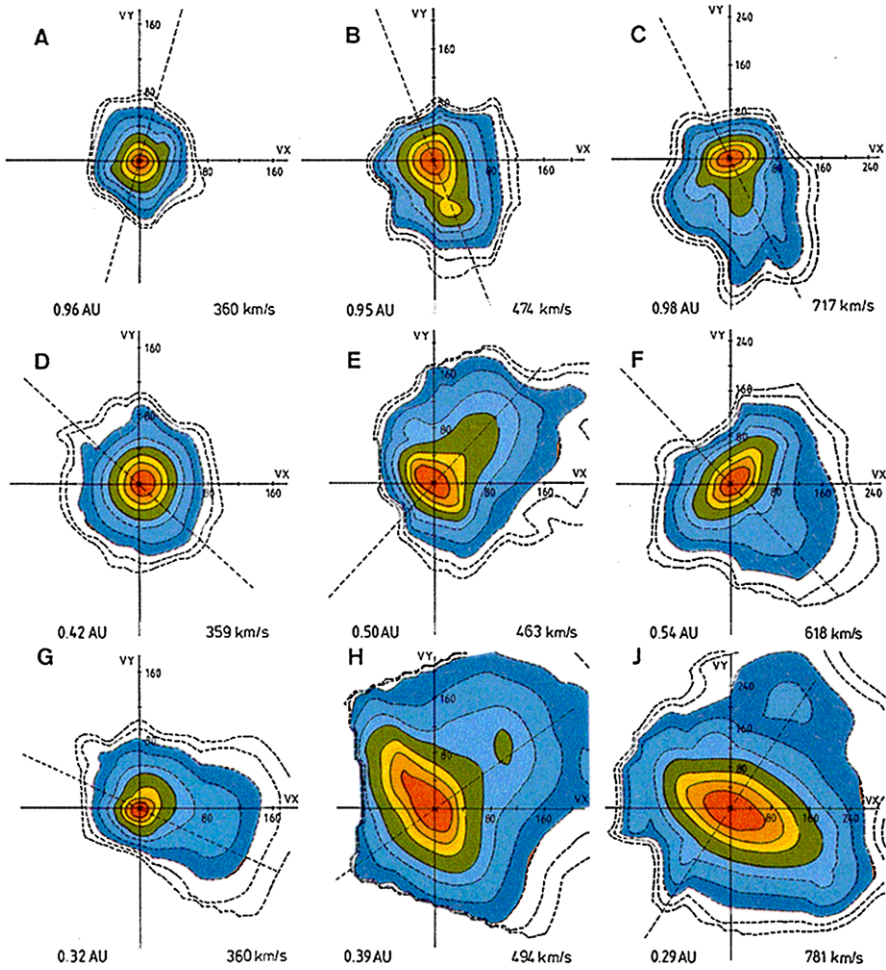 A
VY
160
80
VX
80
160
0.96 AU
360 km/s
B
VY
160
80
VX
80
160
0.95 AU
474 km/s
C
VY
240
160
80
VX
80
160
240
0.98 AU
717 km/s
D
VY
160
80
VX
80
160
0.42 AU
359 km/s
E
VY
160
80
VX
80
160
0.50 AU
463 km/s
F
VY
240
160
80
VX
80
160
240
0.54 AU
618 km/s
G
VY
160
80
VX
80
160
0.32 AU
360 km/s
H
VY
160
80
VX
80
160
0.39 AU
494 km/s
J
VY
240
160
80
VX
80
160
240
0.29 AU
781 km/s